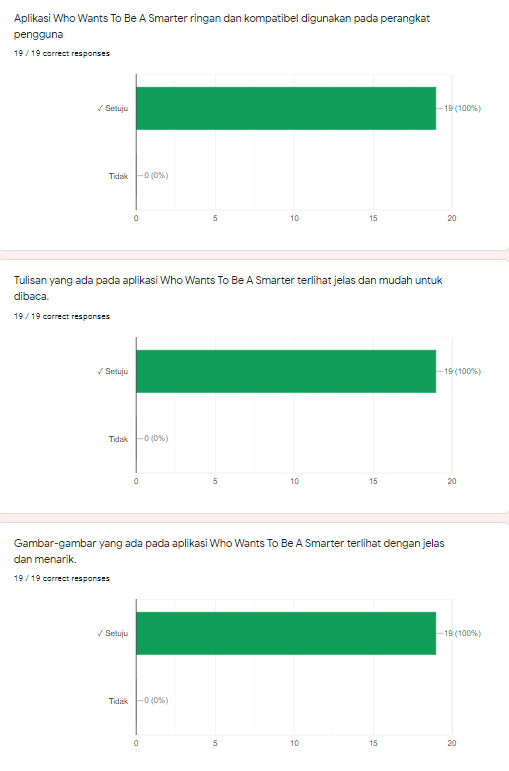 Aplikasi Who Wants To Be A Smarter ringan dan kompatibel digunakan pada perangkat
pengguna
19 / 19 correct responses
✓ Setuju
19 (100%)
Tidak
0 (0%)
0 5 10 15 20
Tulisan yang ada pada aplikasi Who Wants To Be A Smarter terlihat jelas dan mudah untuk
dibaca.
19 / 19 correct responses
✓ Setuju
19 (100%)
Tidak
0 (0%)
0 5 10 15 20
Gambar-gambar yang ada pada aplikasi Who Wants To Be A Smarter terlihat dengan jelas
dan menarik.
19 / 19 correct responses
✓ Setuju
19 (100%)
Tidak
0 (0%)
0 5 10 15 20